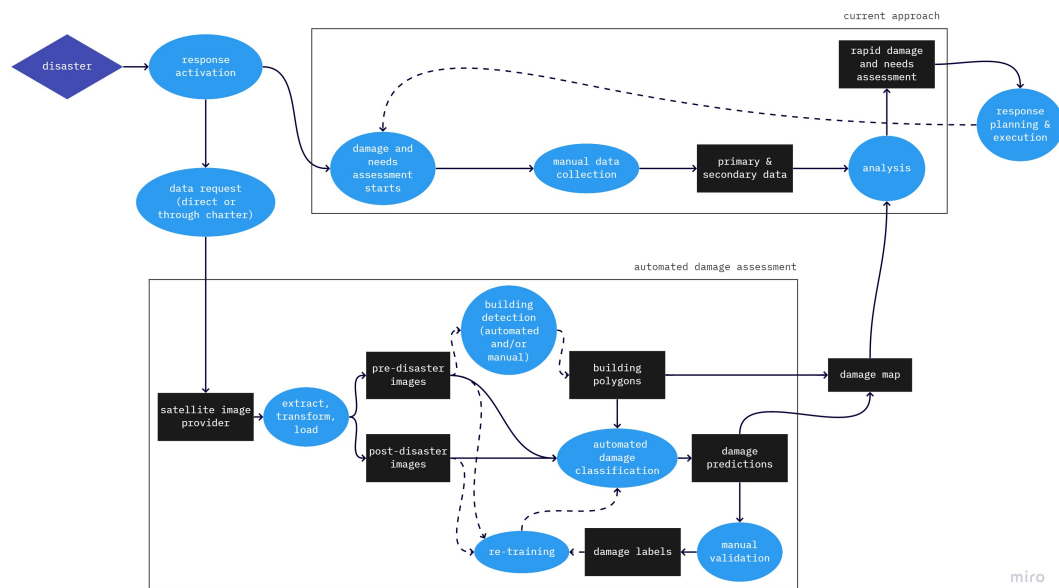 current approach
disaster
response
activation
rapid damage
and needs
assessment
response
planning &
execution
damage and
needs
assessment
starts
manual data
collection
primary &
secondary data
analysis
data request
(direct or
through charter)
automated damage assessment
building
detection
(automated
and/or
manual)
pre-disaster
images
building
polygons
damage map
satellite image
provider
extract,
transform,
load
post-disaster
images
automated
damage
classification
damage
predictions
re-training
damage labels
manual
validation
miro